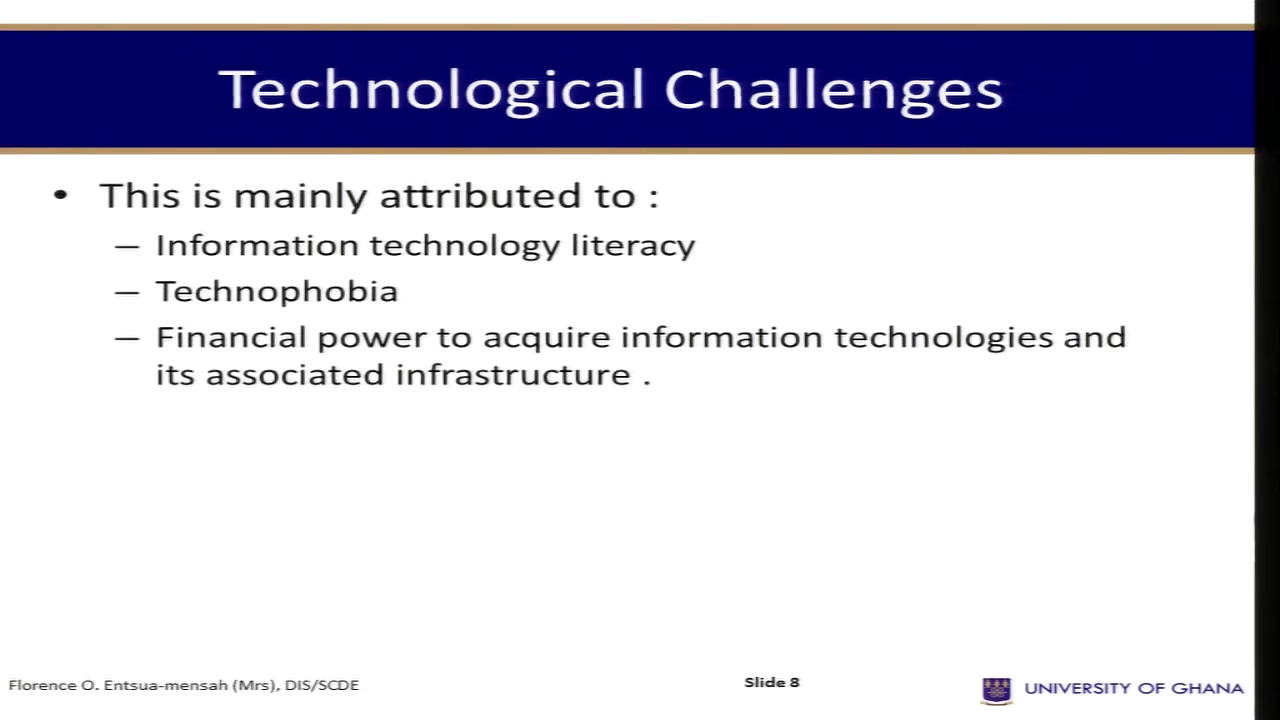 Technological Challenges
• This is mainly attributed to :
– Information technology literacy
– Technophobia
– Financial power to acquire information technologies and
its associated infrastructure .
Florence O. Entsua-mensah (Mrs), DIS/SCDE
Slide 8
UNIVERSITY OF GHANA